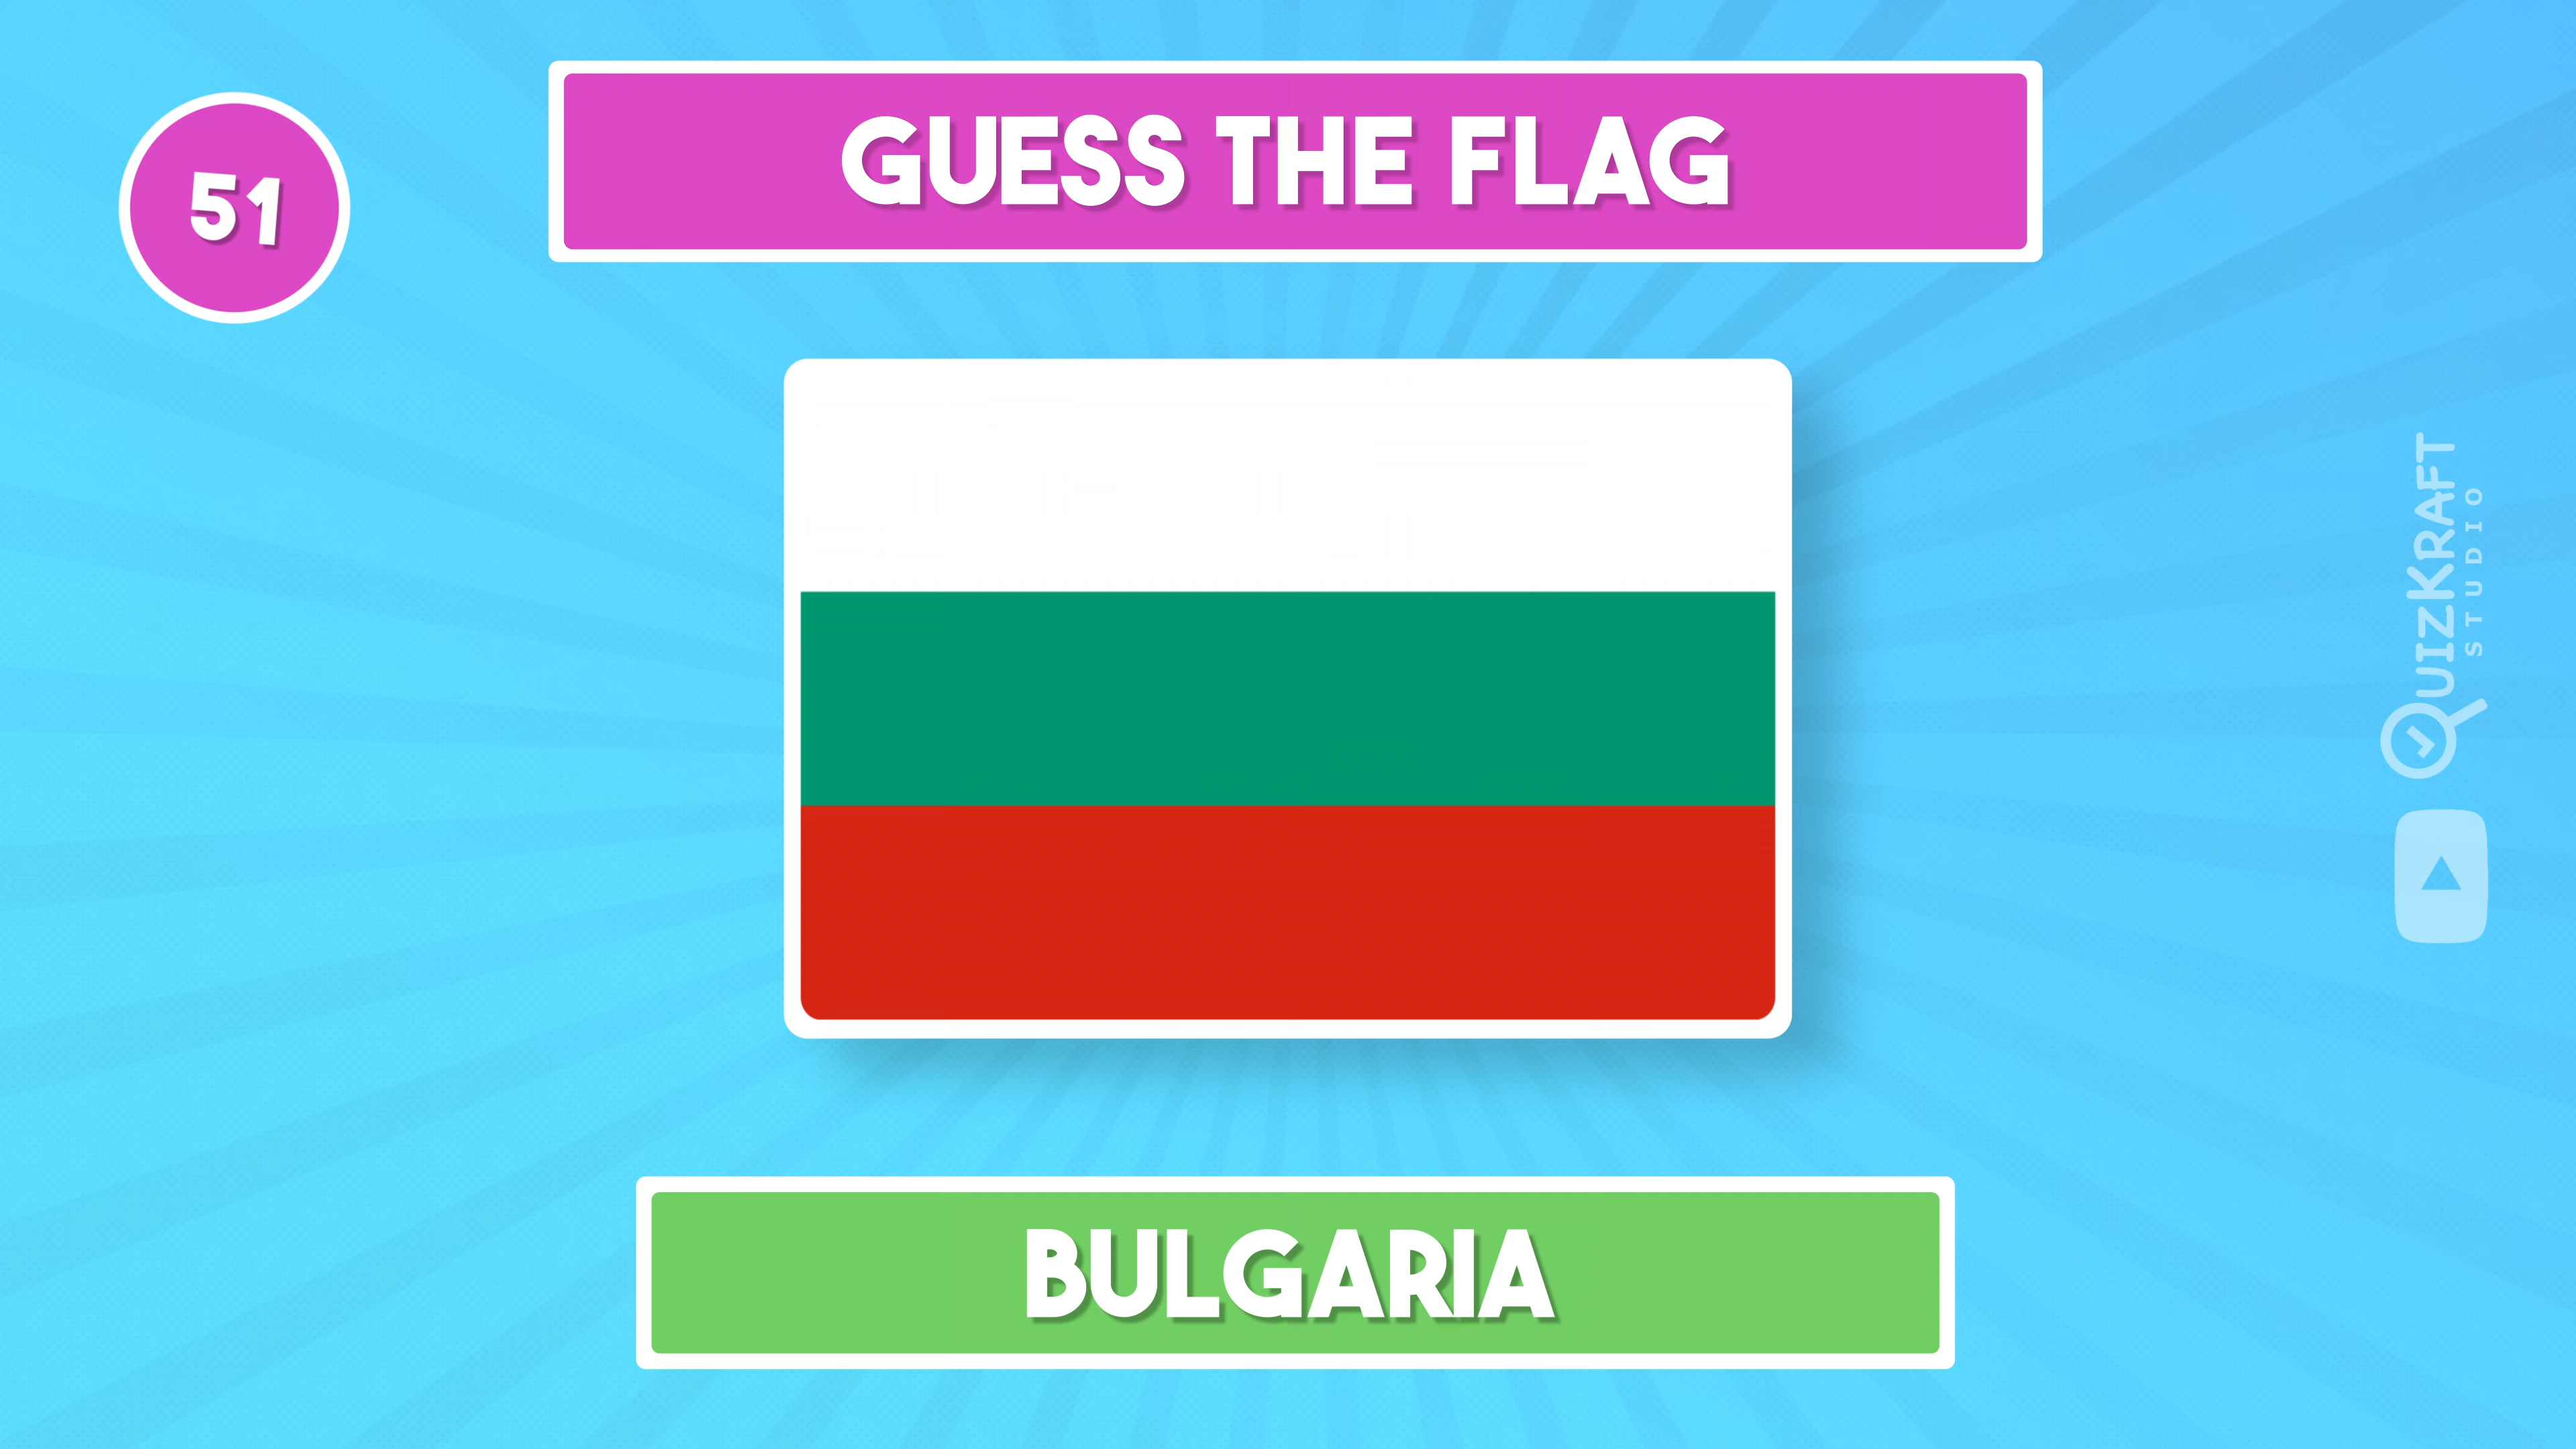 51
GUESS THE FLAG
BULGARIA
QUIZKRAFT
STUDIO